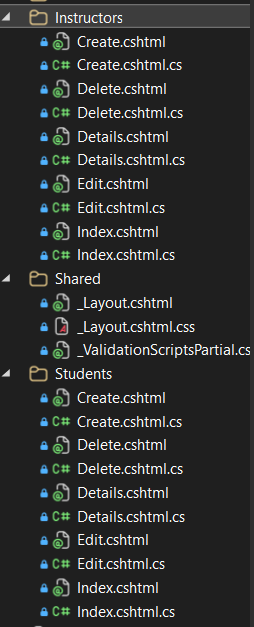 Instructors
Create.cshtml
C# Create.cshtml.cs
Delete.cshtml
C# Delete.cshtml.cs
Details.cshtml
C# Details.cshtml.cs
Edit.cshtml
C# Edit.cshtml.cs
Index.cshtml
C# Index.cshtml.cs
Shared
_Layout.cshtml
_Layout.cshtml.css
_ValidationScriptsPartial.cs
Students
Create.cshtml
C# Create.cshtml.cs
Delete.cshtml
C# Delete.cshtml.cs
Details.cshtml
C# Details.cshtml.cs
Edit.cshtml
C# Edit.cshtml.cs
Index.cshtml
C# Index.cshtml.cs